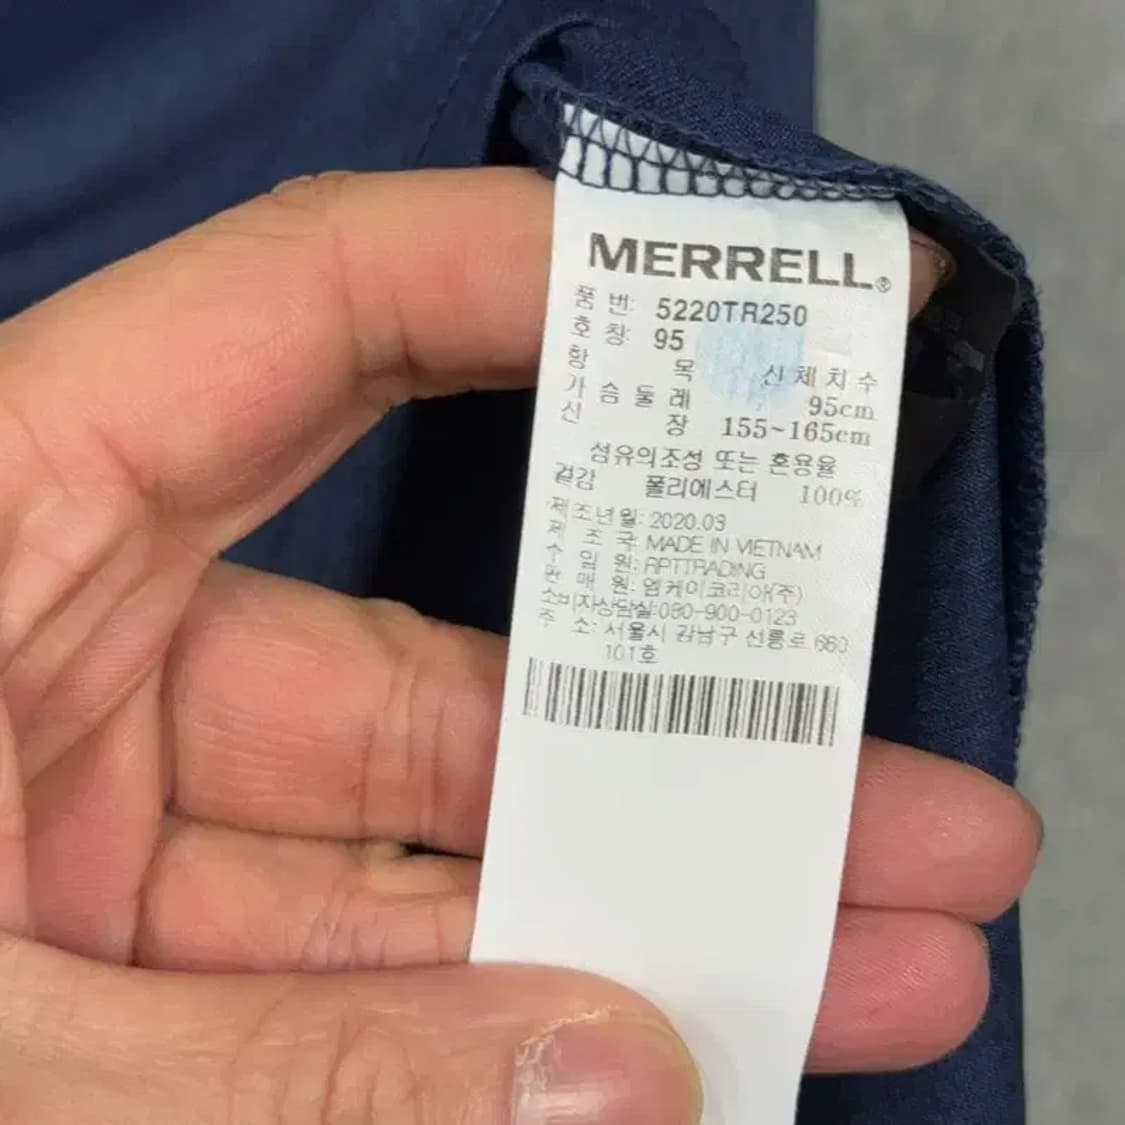 MERRELL®
품 번: 5220TR250
호 칭: 95
항 목 신 체 치 수
가 슴 둘 레 95cm
신 장 155~165cm
섬유의조성 또는 혼용율
겉감 폴리에스터 100%
제조년월: 2020.03
제 조 국: MADE IN VIETNAM
수 입 원: RPTTRADING
판 매 원: 엠케이코리아(주)
소비자상담실:080-900-0123
주 소: 서울시 강남구 선릉로 660
101호